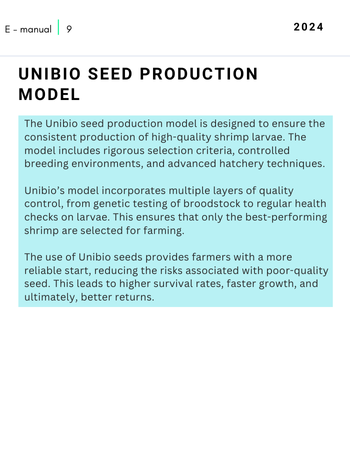 E - manual 9
2024
UNIBIO SEED PRODUCTION
MODEL
The Unibio seed production model is designed to ensure the
consistent production of high-quality shrimp larvae. The
model includes rigorous selection criteria, controlled
breeding environments, and advanced hatchery techniques.
Unibio's model incorporates multiple layers of quality
control, from genetic testing of broodstock to regular health
checks on larvae. This ensures that only the best-performing
shrimp are selected for farming.
The use of Unibio seeds provides farmers with a more
reliable start, reducing the risks associated with poor-quality
seed. This leads to higher survival rates, faster growth, and
ultimately, better returns.